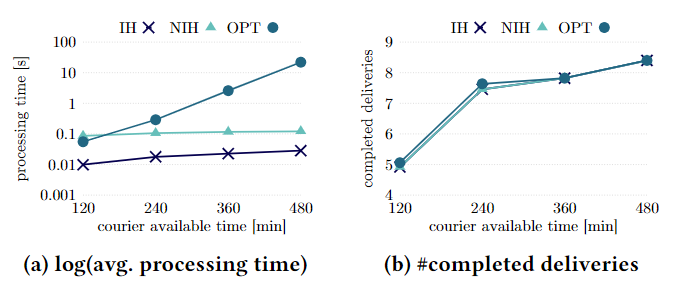 IH NIH OPT
100
10
1
0.1
0.01
0.001
processing time [s]
120 240 360 480
courier available time [min]
(a) log(avg. processing time)
IH NIH OPT
9
8
7
6
5
4
completed deliveries
120 240 360 480
courier available time [min]
(b) #completed deliveries